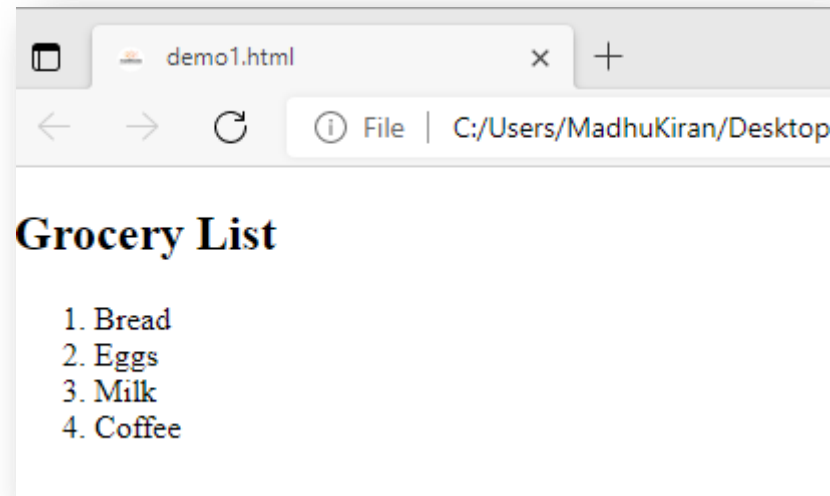 demo1.html
File C:/Users/MadhuKiran/Desktop
Grocery List
1. Bread
2. Eggs
3. Milk
4. Coffee